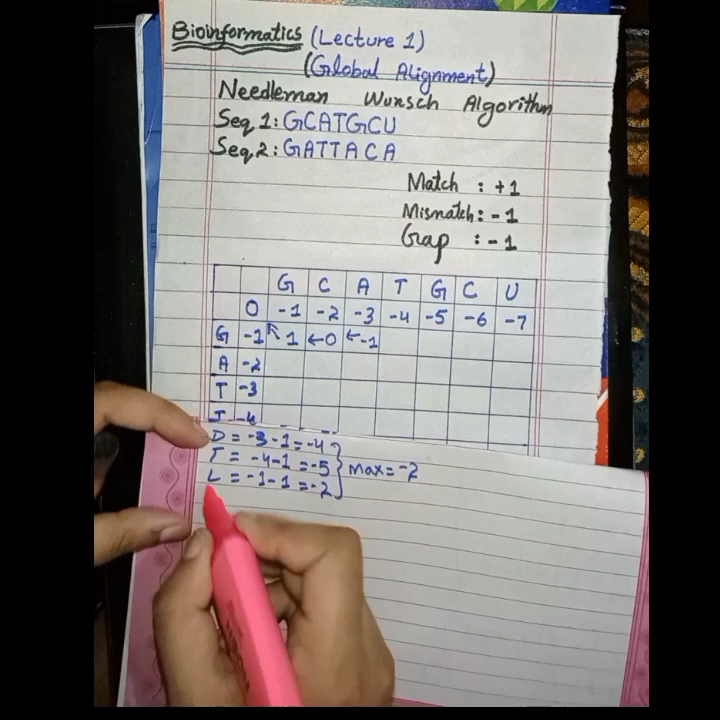 Bioinformatics (Lecture 1)
(Global Alignment)
Needleman Wunsch Algorithm
Seq 1: GCATGCU
Seq 2: GATTACA
Match : +1
Mismatch: -1
Gap : -1
G C A T G C U
0 -1 -2 -3 -4 -5 -6 -7
G -1 ↖ 1 ←0 ←-1
A -2
T -3
T -4
D = -3-1=-4
T = -4-1=-5 } Max=-2
L = -1-1=-2